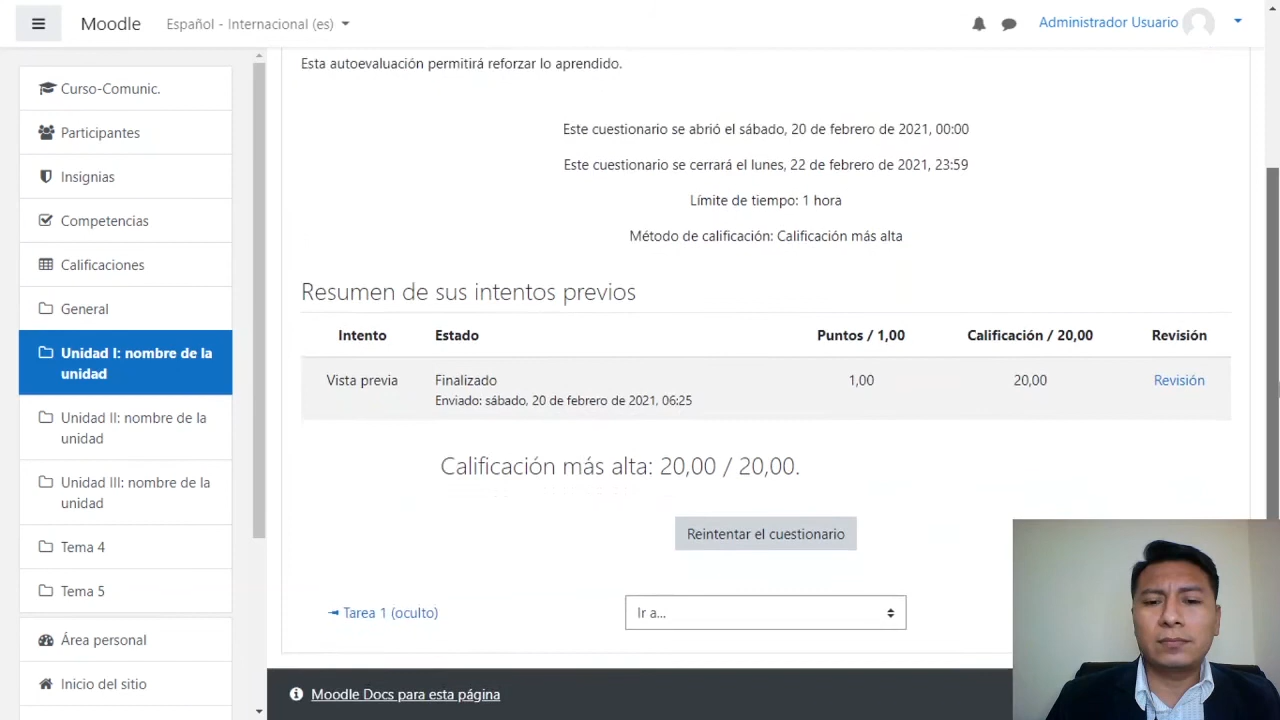 Moodle
Español - Internacional (es)
Administrador Usuario
Curso-Comunic.
Participantes
Insignias
Competencias
Calificaciones
General
Unidad I: nombre de la
unidad
Unidad II: nombre de la
unidad
Unidad III: nombre de la
unidad
Tema 4
Tema 5
Área personal
Inicio del sitio
Esta autoevaluación permitirá reforzar lo aprendido.
Este cuestionario se abrió el sábado, 20 de febrero de 2021, 00:00
Este cuestionario se cerrará el lunes, 22 de febrero de 2021, 23:59
Límite de tiempo: 1 hora
Método de calificación: Calificación más alta
Resumen de sus intentos previos
Intento Estado Puntos / 1,00 Calificación / 20,00 Revisión
Vista previa Finalizado 1,00 20,00 Revisión
Enviado: sábado, 20 de febrero de 2021, 06:25
Calificación más alta: 20,00 / 20,00.
Reintentar el cuestionario
◄ Tarea 1 (oculto)
Ir a...
Moodle Docs para esta página